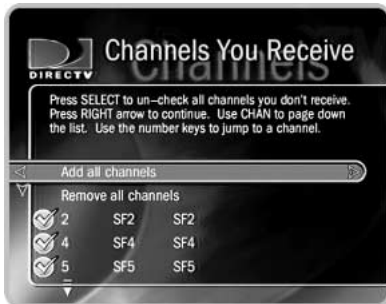 DIRECTV
Channels You Receive
Press SELECT to un–check all channels you don't receive.
Press RIGHT arrow to continue. Use CHAN to page down
the list. Use the number keys to jump to a channel.
Add all channels
Remove all channels
2 SF2 SF2
4 SF4 SF4
5 SF5 SF5